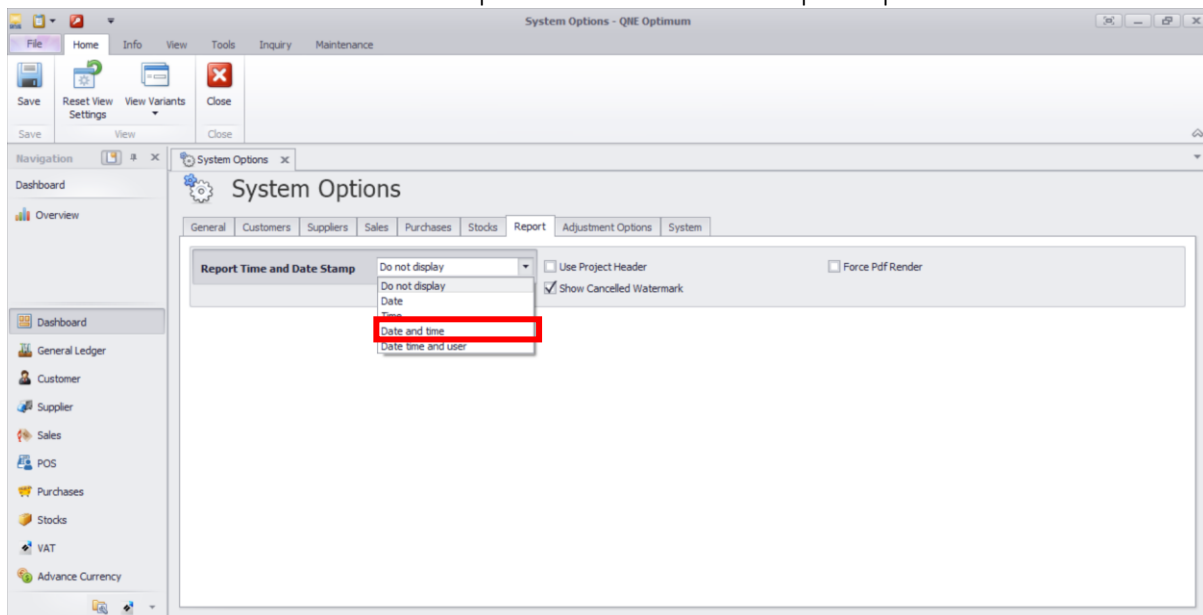 System Options - QNE Optimum
File Home Info View Tools Inquiry Maintenance
Save Reset View Settings View Variants Close
Save View Close
Navigation System Options
Dashboard
System Options
Overview
General Customers Suppliers Sales Purchases Stocks Report Adjustment Options System
Report Time and Date Stamp Do not display Use Project Header Force Pdf Render
Do not display Show Cancelled Watermark
Date
Time
Date and time
Date time and user
Dashboard
General Ledger
Customer
Supplier
Sales
POS
Purchases
Stocks
VAT
Advance Currency